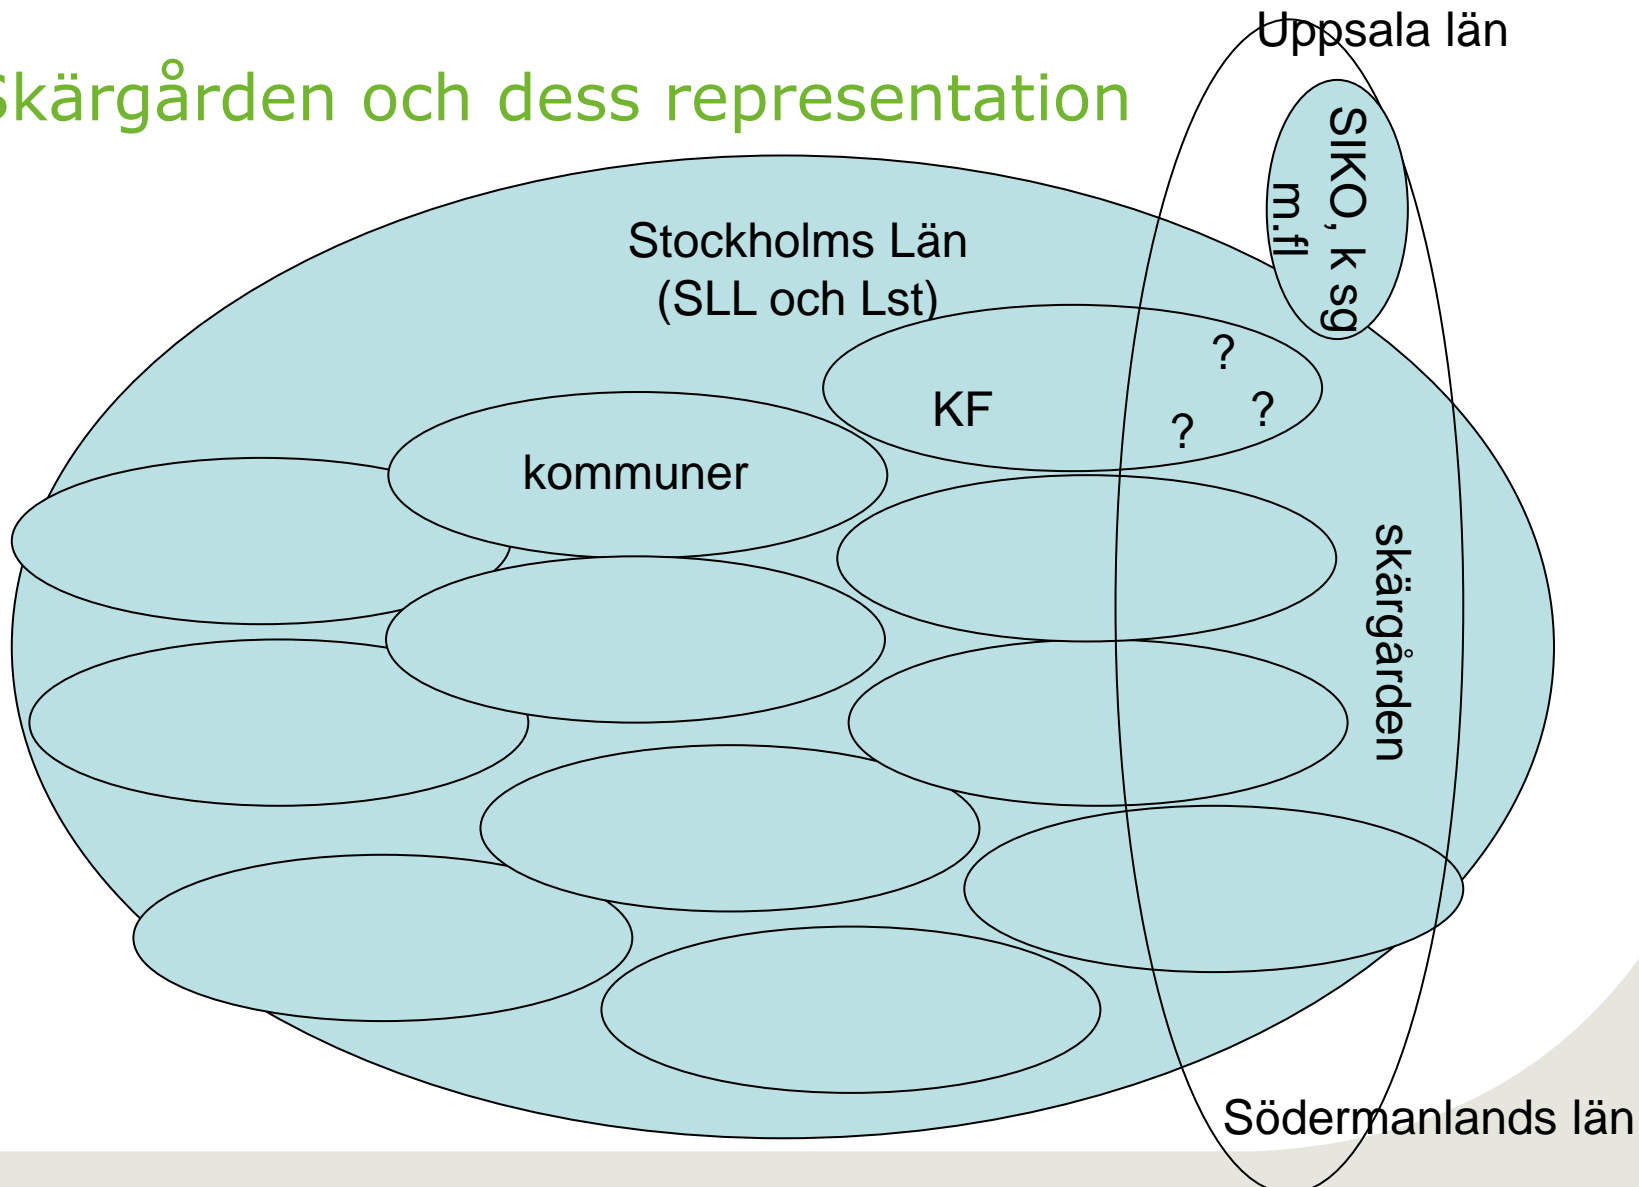 Uppsala län
Skärgården och dess representation
SIKO, k sg
m.fl
Stockholms Län
(SLL och Lst)
?
KF
?
?
kommuner
skärgården
Södermanlands län